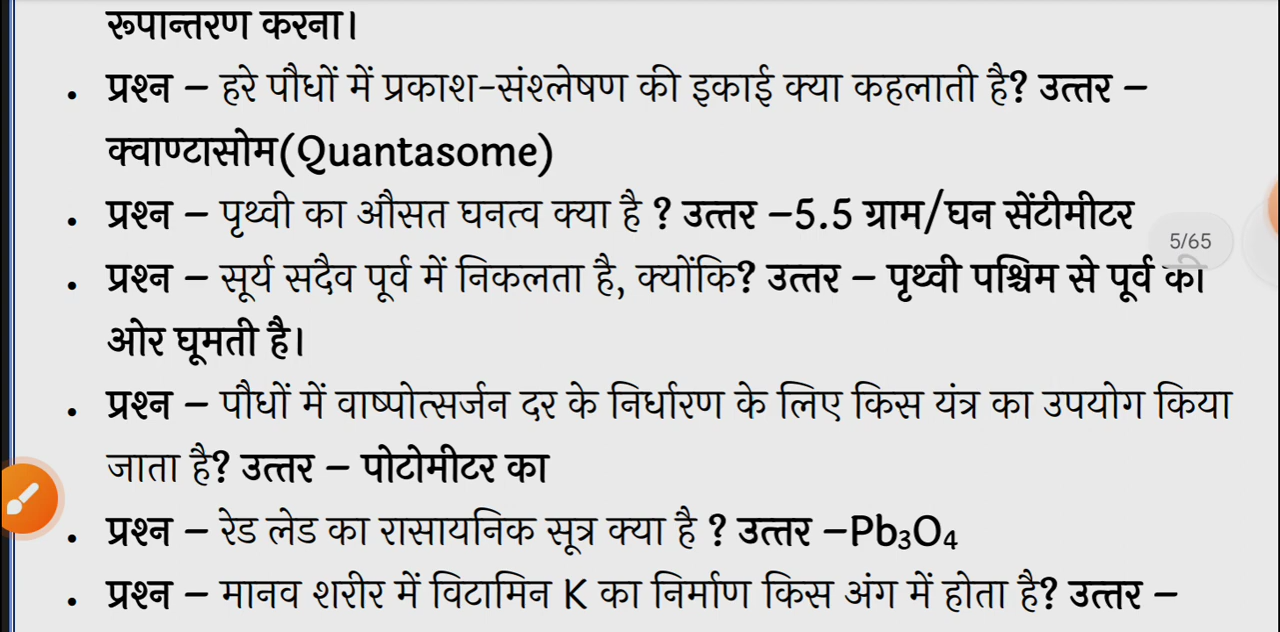 रूपान्तरण करना।
• प्रश्न – हरे पौधों में प्रकाश-संश्लेषण की इकाई क्या कहलाती है? उत्तर –
क्वाण्टासोम(Quantasome)
• प्रश्न – पृथ्वी का औसत घनत्व क्या है ? उत्तर –5.5 ग्राम/घन सेंटीमीटर
5/65
• प्रश्न – सूर्य सदैव पूर्व में निकलता है, क्योंकि? उत्तर – पृथ्वी पश्चिम से पूर्व की
ओर घूमती है।
• प्रश्न – पौधों में वाष्पोत्सर्जन दर के निर्धारण के लिए किस यंत्र का उपयोग किया
जाता है? उत्तर – पोटोमीटर का
• प्रश्न – रेड लेड का रासायनिक सूत्र क्या है ? उत्तर –Pb₃O₄
• प्रश्न – मानव शरीर में विटामिन K का निर्माण किस अंग में होता है? उत्तर –